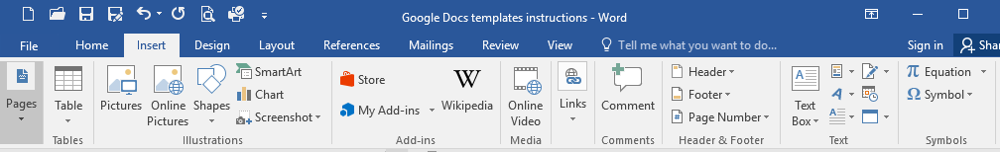 Google Docs templates instructions - Word
File Home Insert Design Layout References Mailings Review View Tell me what you want to do... Sign in Shar
Pages
Table
Tables
Pictures
Online
Pictures
Shapes
SmartArt
Chart
Screenshot
Illustrations
Store
My Add-ins
W
Wikipedia
Add-ins
Online
Video
Media
Links
Comment
Comments
Header
Footer
Page Number
#
Header & Footer
A
Text
Box
A
A
Text
π Equation
Ω Symbol
Symbols